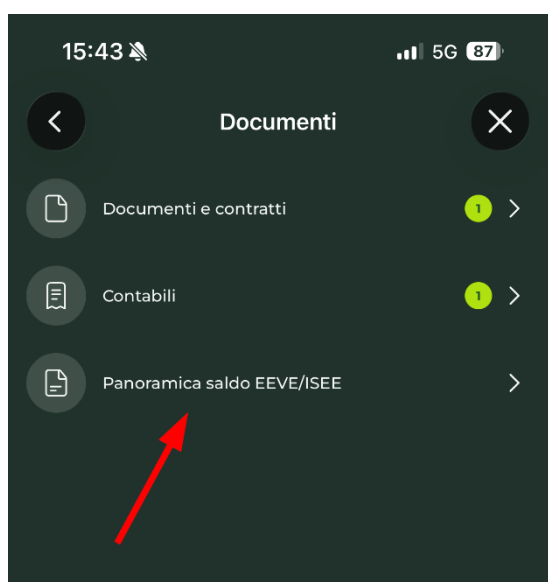 15:43
5G 87
Documenti
Documenti e contratti 1
Contabili 1
Panoramica saldo EEVE/ISEE